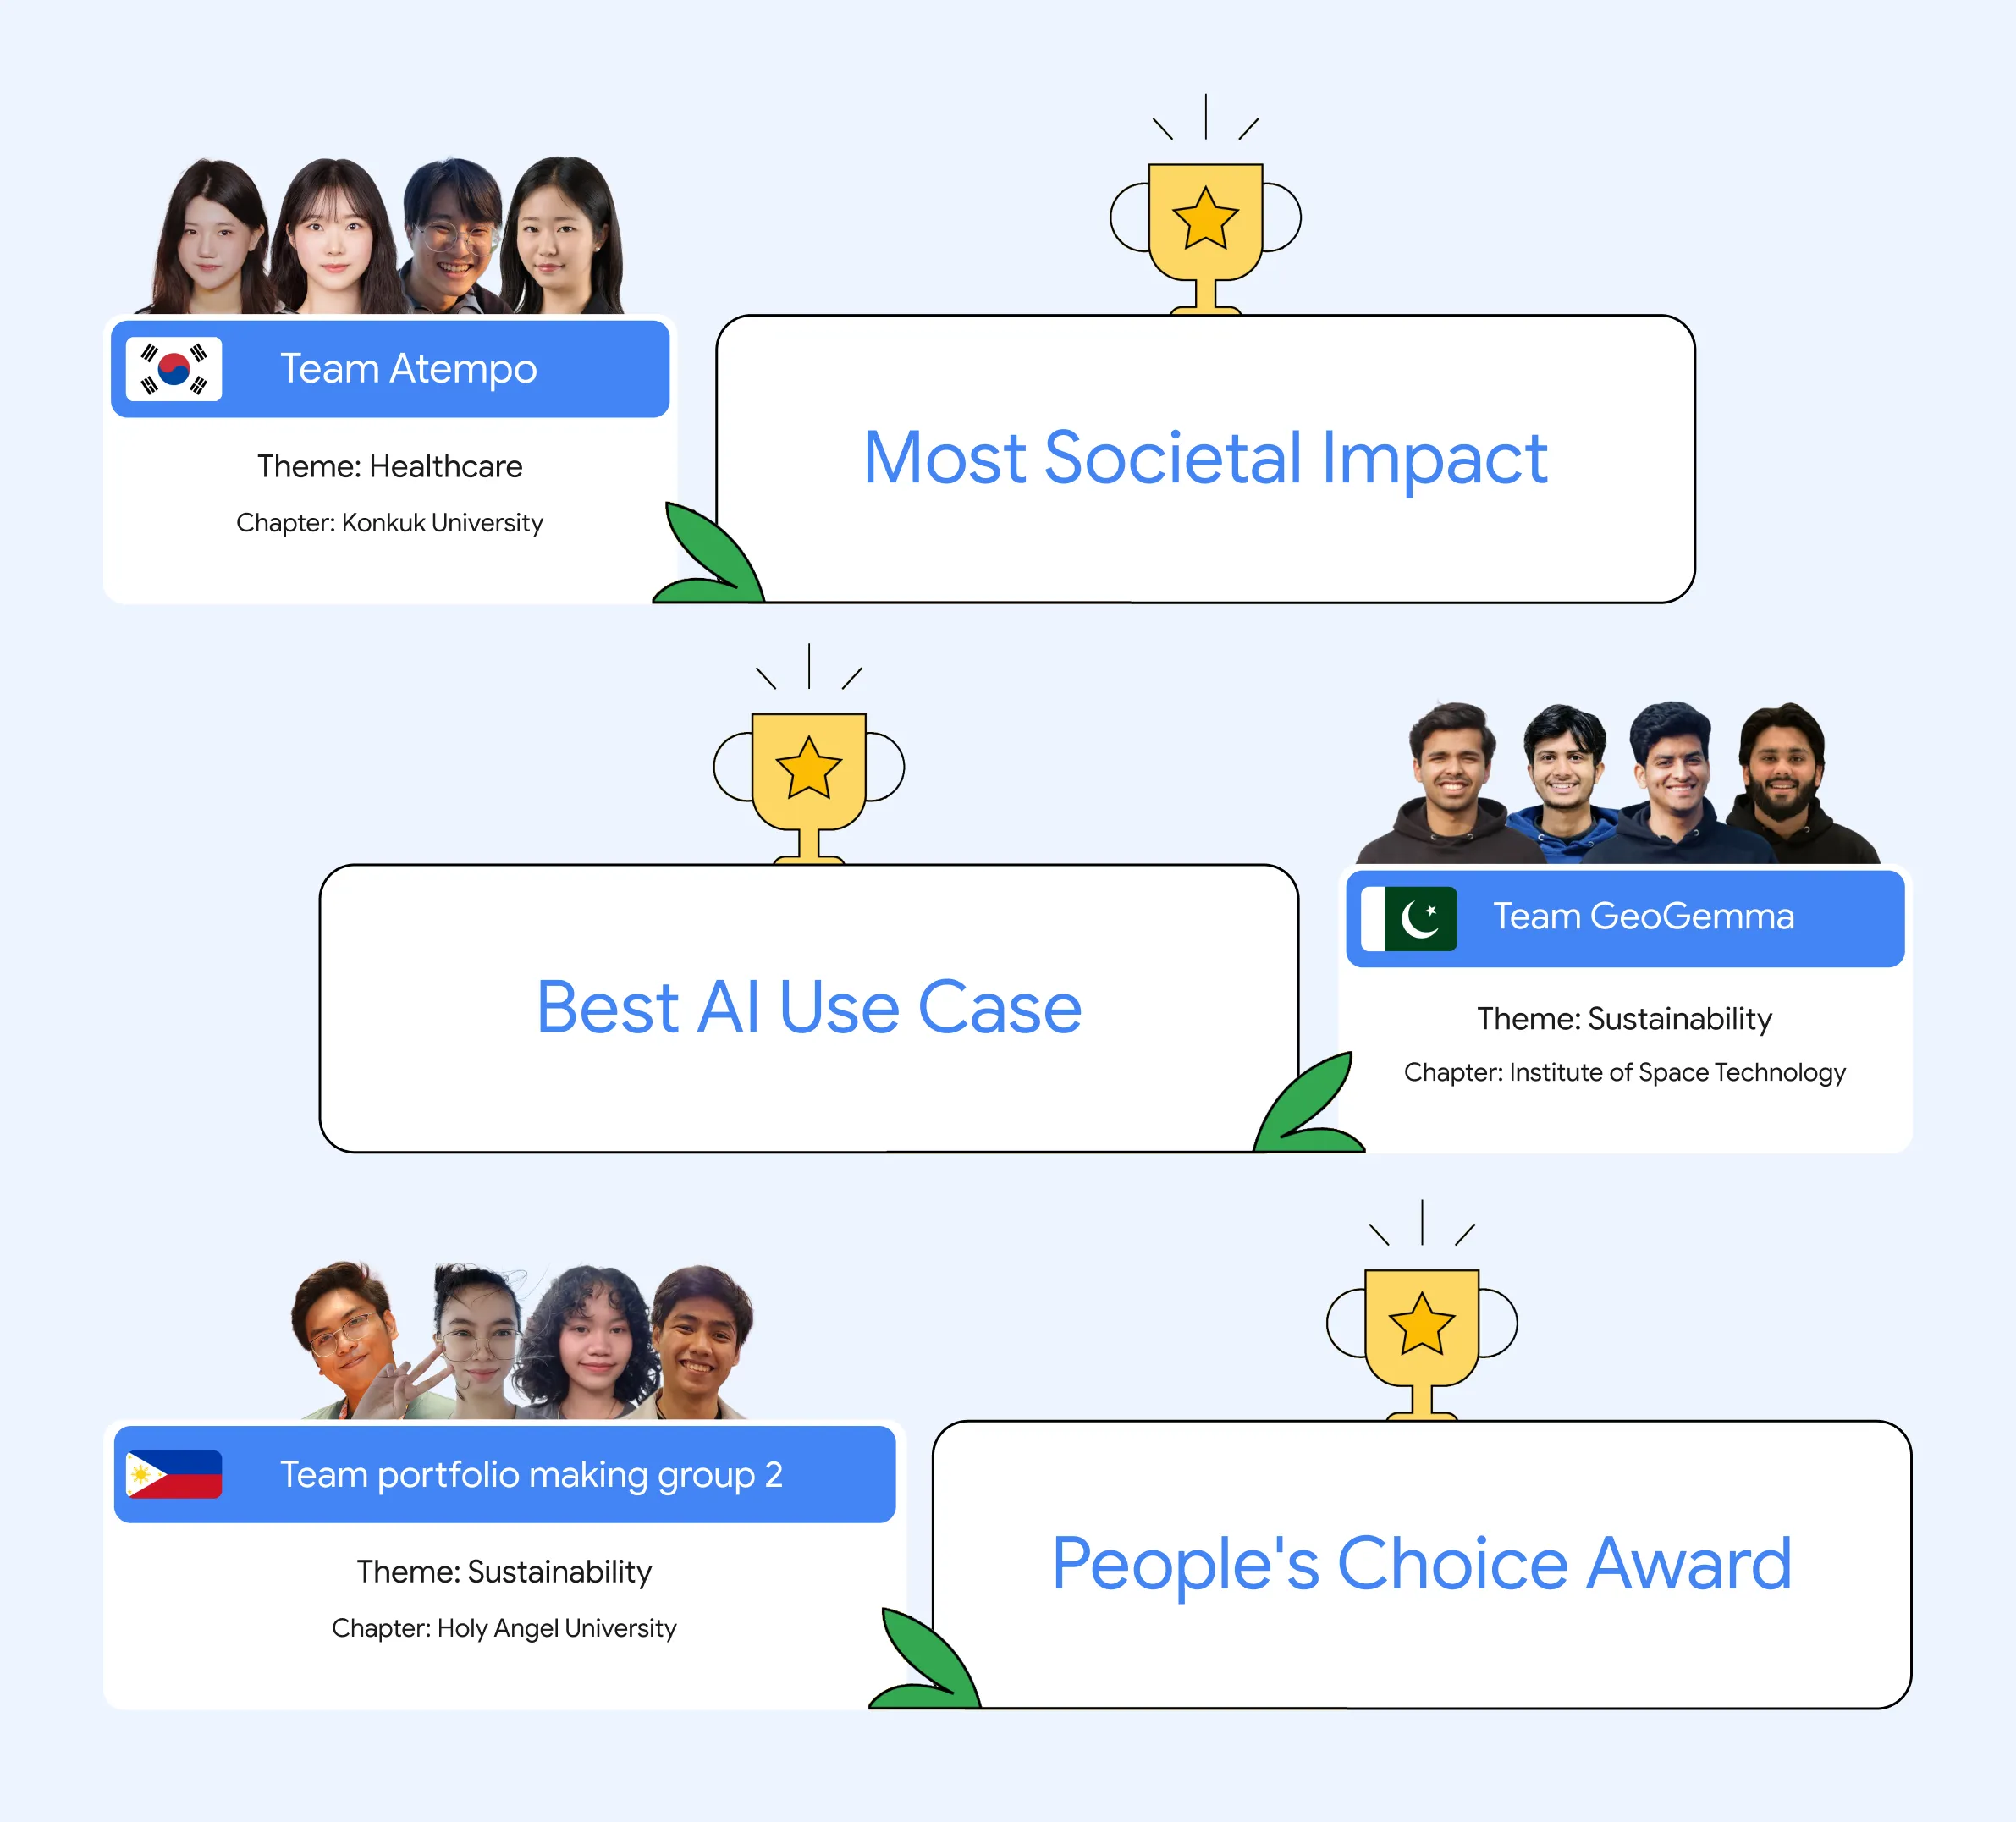 Team Atempo
Theme: Healthcare
Chapter: Konkuk University
Most Societal Impact
Best AI Use Case
Team GeoGemma
Theme: Sustainability
Chapter: Institute of Space Technology
Team portfolio making group 2
Theme: Sustainability
Chapter: Holy Angel University
People's Choice Award